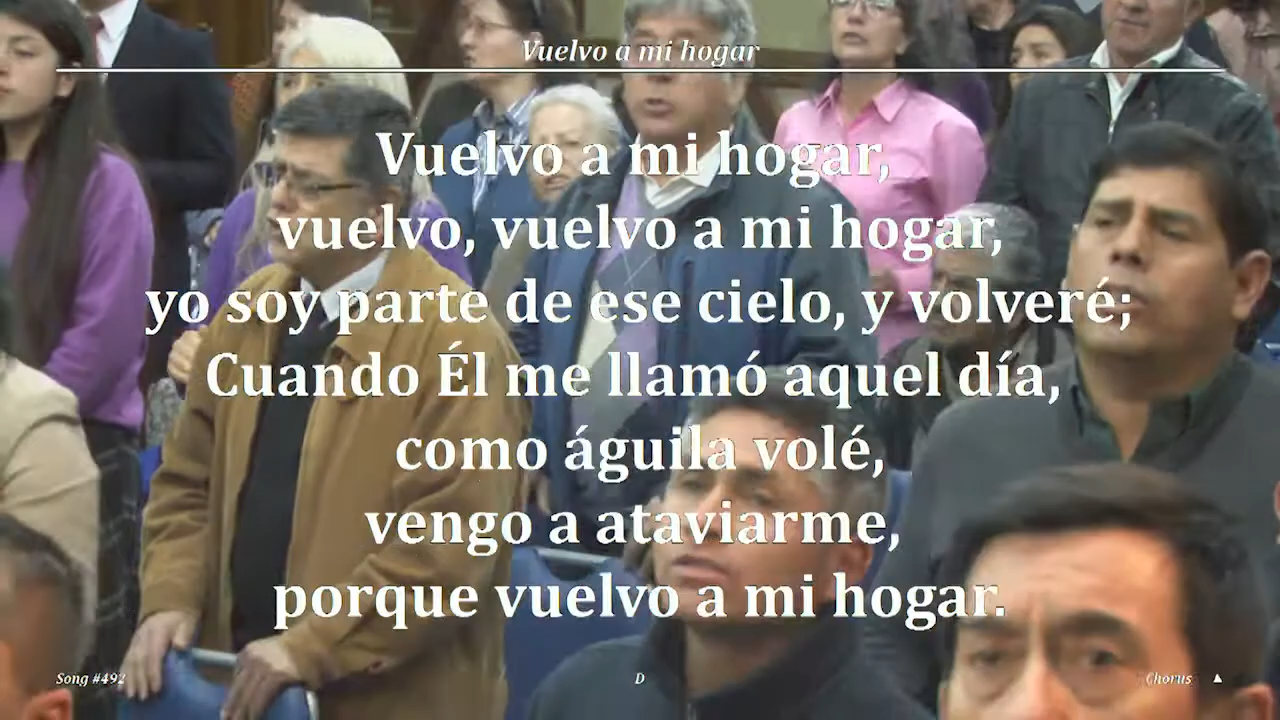 Vuelvo a mi hogar
Vuelvo a mi hogar,
vuelvo, vuelvo a mi hogar,
yo soy parte de ese cielo, y volveré;
Cuando Él me llamó aquel día,
como águila volé,
vengo a ataviarme,
porque vuelvo a mi hogar.
Song #492 D Chorus ▲